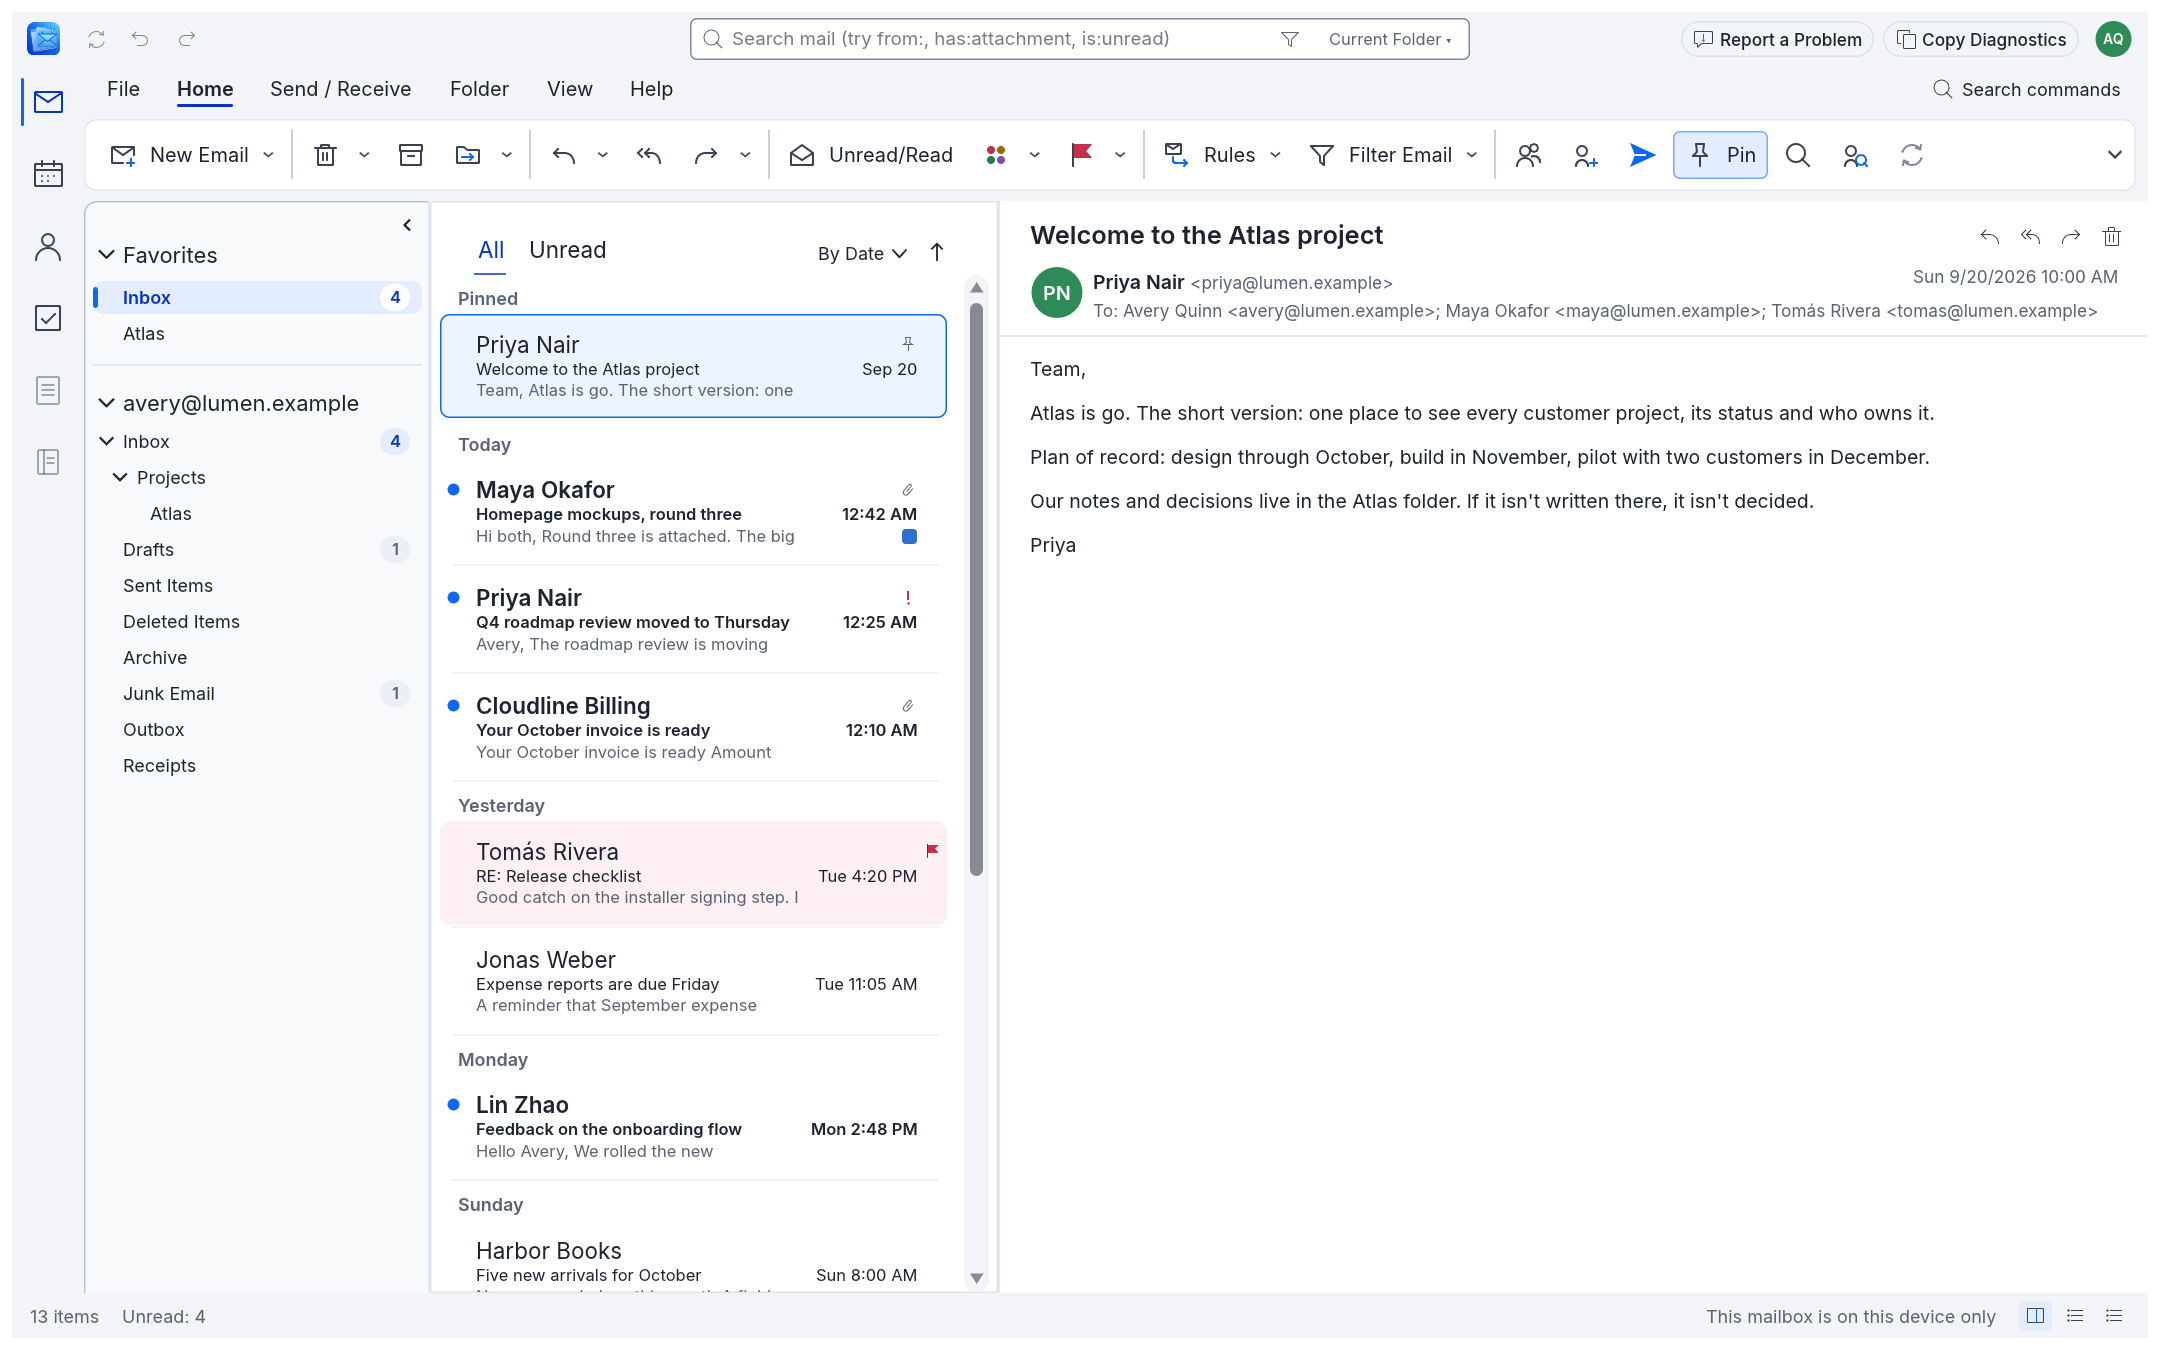 Search mail (try from:, has:attachment, is:unread)
Current Folder
Report a Problem
Copy Diagnostics
AQ
File
Home
Send / Receive
Folder
View
Help
Search commands
New Email
Unread/Read
Rules
Filter Email
Pin
Favorites
Inbox 4
Atlas
avery@lumen.example
Inbox 4
Projects
Atlas
Drafts 1
Sent Items
Deleted Items
Archive
Junk Email 1
Outbox
Receipts
All
Unread
By Date
Pinned
Priya Nair
Welcome to the Atlas project Sep 20
Team, Atlas is go. The short version: one
Today
Maya Okafor
Homepage mockups, round three 12:42 AM
Hi both, Round three is attached. The big
Priya Nair !
Q4 roadmap review moved to Thursday 12:25 AM
Avery, The roadmap review is moving
Cloudline Billing
Your October invoice is ready 12:10 AM
Your October invoice is ready Amount
Yesterday
Tomás Rivera
RE: Release checklist Tue 4:20 PM
Good catch on the installer signing step. I
Jonas Weber
Expense reports are due Friday Tue 11:05 AM
A reminder that September expense
Monday
Lin Zhao
Feedback on the onboarding flow Mon 2:48 PM
Hello Avery, We rolled the new
Sunday
Harbor Books
Five new arrivals for October Sun 8:00 AM
Welcome to the Atlas project
PN
Priya Nair <priya@lumen.example>
Sun 9/20/2026 10:00 AM
To: Avery Quinn <avery@lumen.example>; Maya Okafor <maya@lumen.example>; Tomás Rivera <tomas@lumen.example>
Team,
Atlas is go. The short version: one place to see every customer project, its status and who owns it.
Plan of record: design through October, build in November, pilot with two customers in December.
Our notes and decisions live in the Atlas folder. If it isn't written there, it isn't decided.
Priya
13 items
Unread: 4
This mailbox is on this device only